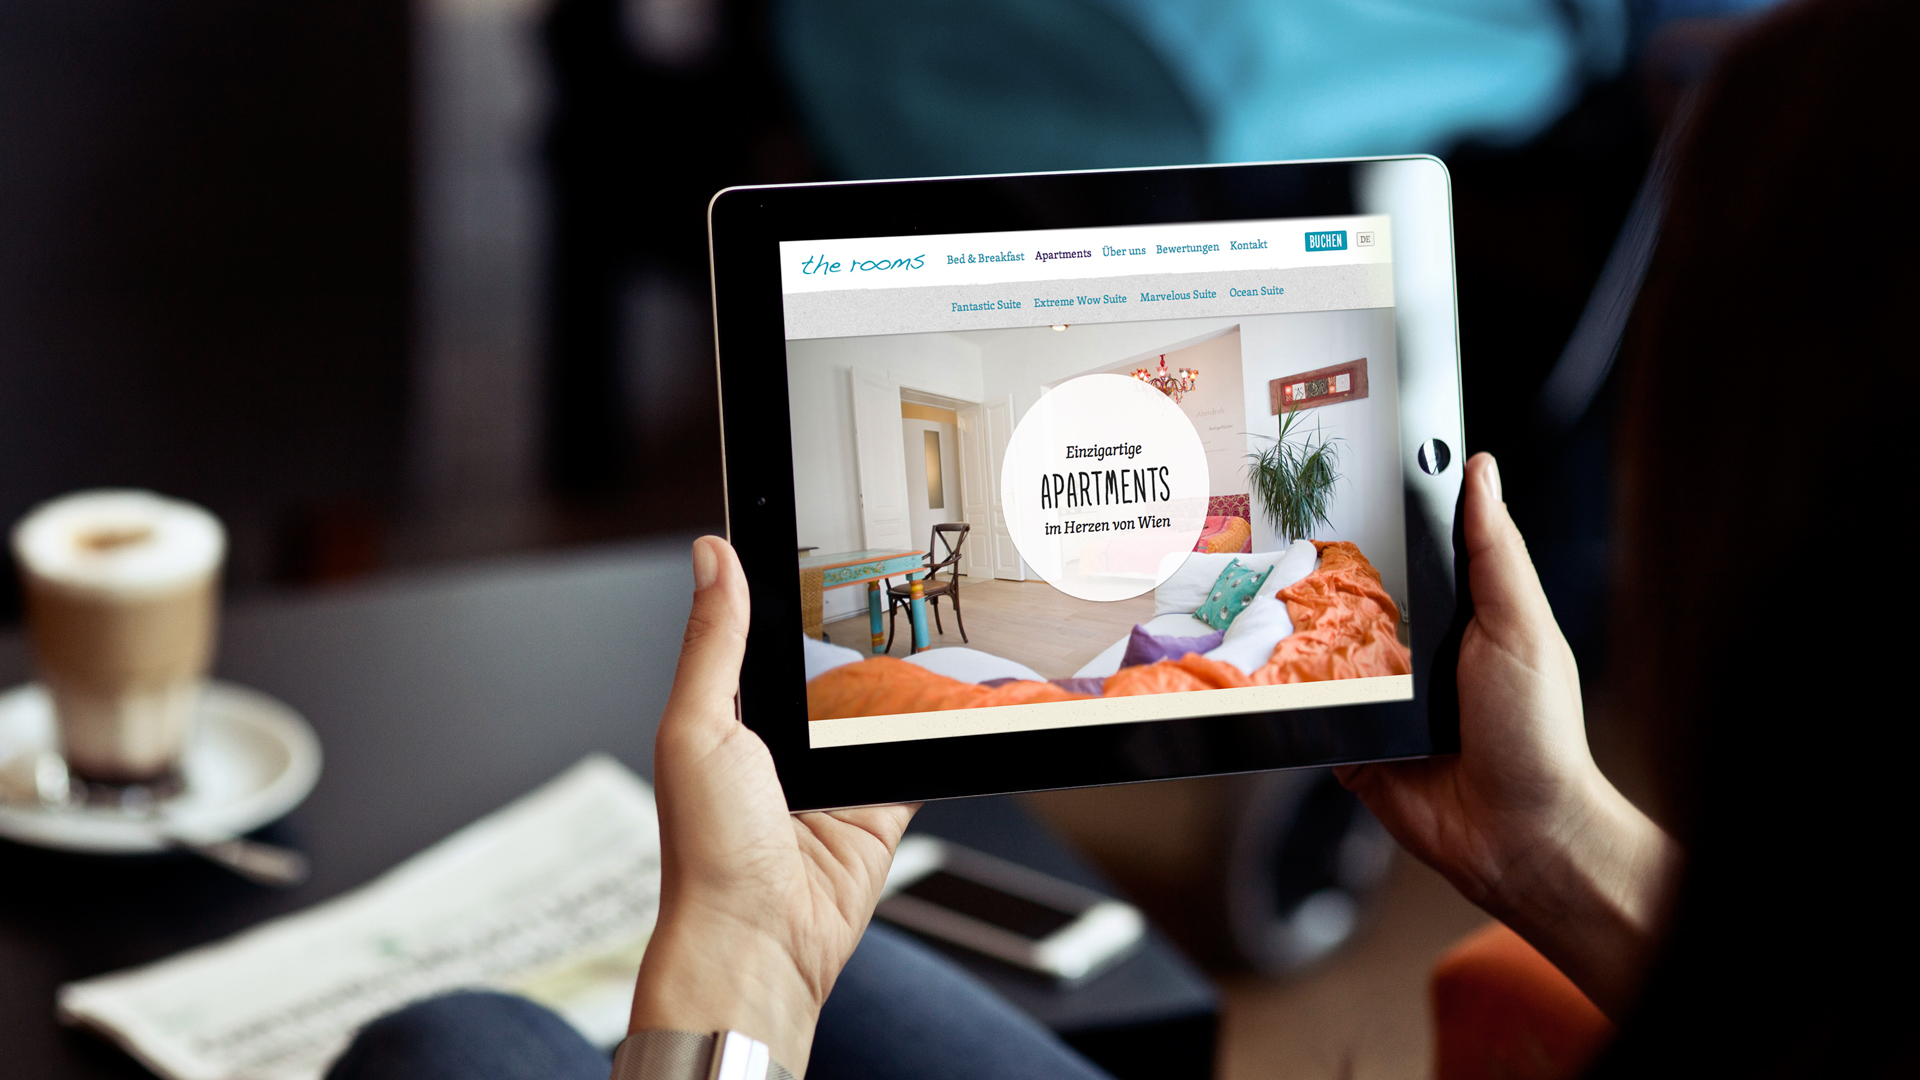 the rooms Bed & Breakfast Apartments Über uns Bewertungen Kontakt BUCHEN DE
Fantastic Suite Extreme Wow Suite Marvelous Suite Ocean Suite
Einzigartige
APARTMENTS
im Herzen von Wien